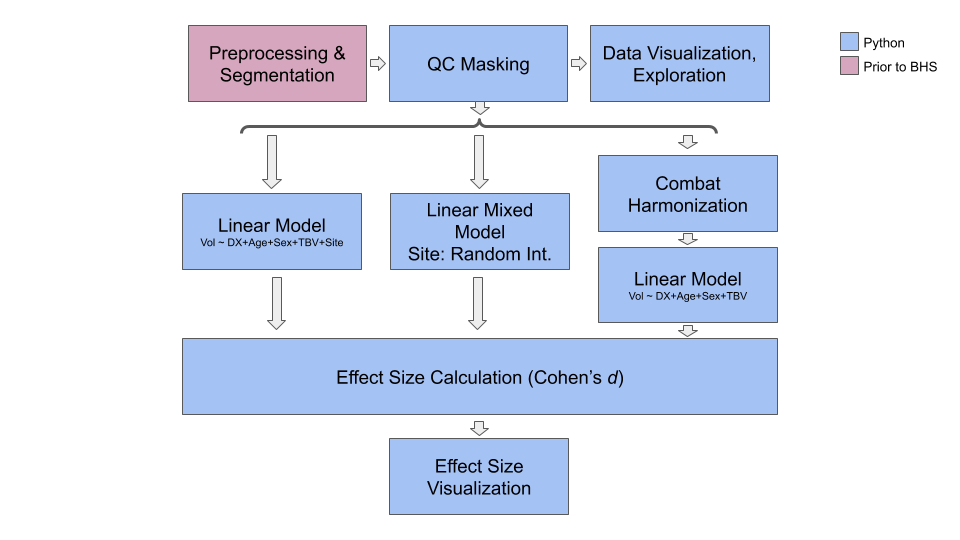 Preprocessing &
Segmentation
QC Masking
Data Visualization,
Exploration
Python
Prior to BHS
Linear Model
Vol ~ DX+Age+Sex+TBV+Site
Linear Mixed
Model
Site: Random Int.
Combat
Harmonization
Linear Model
Vol ~ DX+Age+Sex+TBV
Effect Size Calculation (Cohen’s d)
Effect Size
Visualization